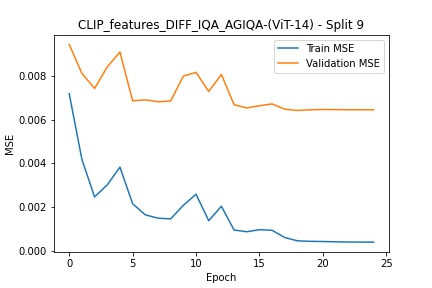 CLIP_features_DIFF_IQA_AGIQA-(ViT-14) - Split 9
Train MSE
Validation MSE
0.008
0.006
0.004
0.002
0.000
MSE
0 5 10 15 20 25
Epoch